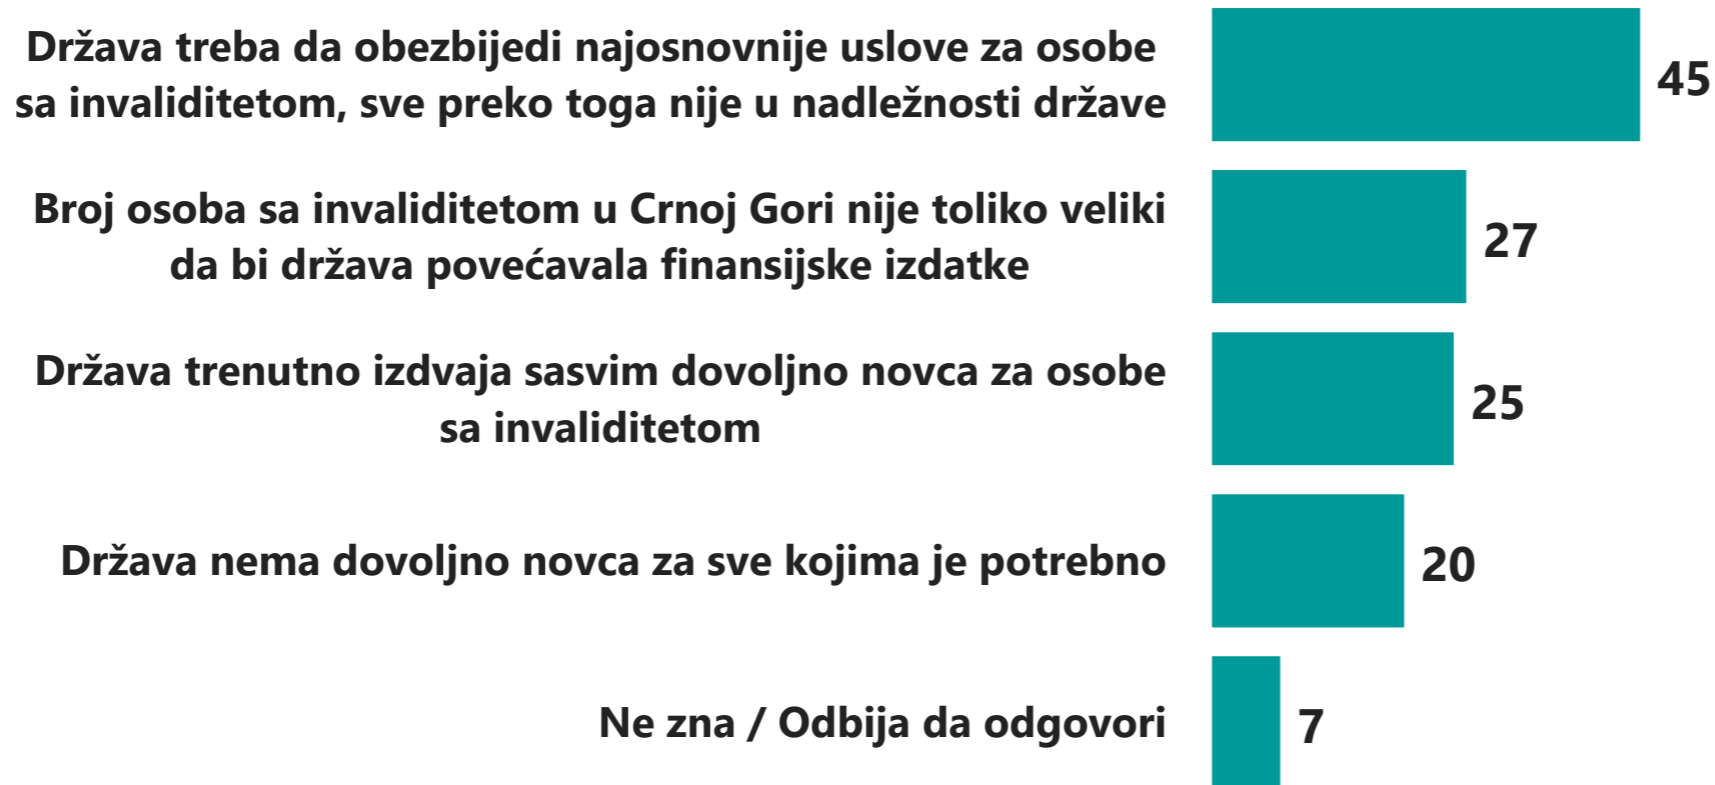 Država treba da obezbijedi najosnovnije uslove za osobe
sa invaliditetom, sve preko toga nije u nadležnosti države
45
Broj osoba sa invaliditetom u Crnoj Gori nije toliko veliki
da bi država povećavala finansijske izdatke
27
Država trenutno izdvaja sasvim dovoljno novca za osobe
sa invaliditetom
25
Država nema dovoljno novca za sve kojima je potrebno
20
Ne zna / Odbija da odgovori
7